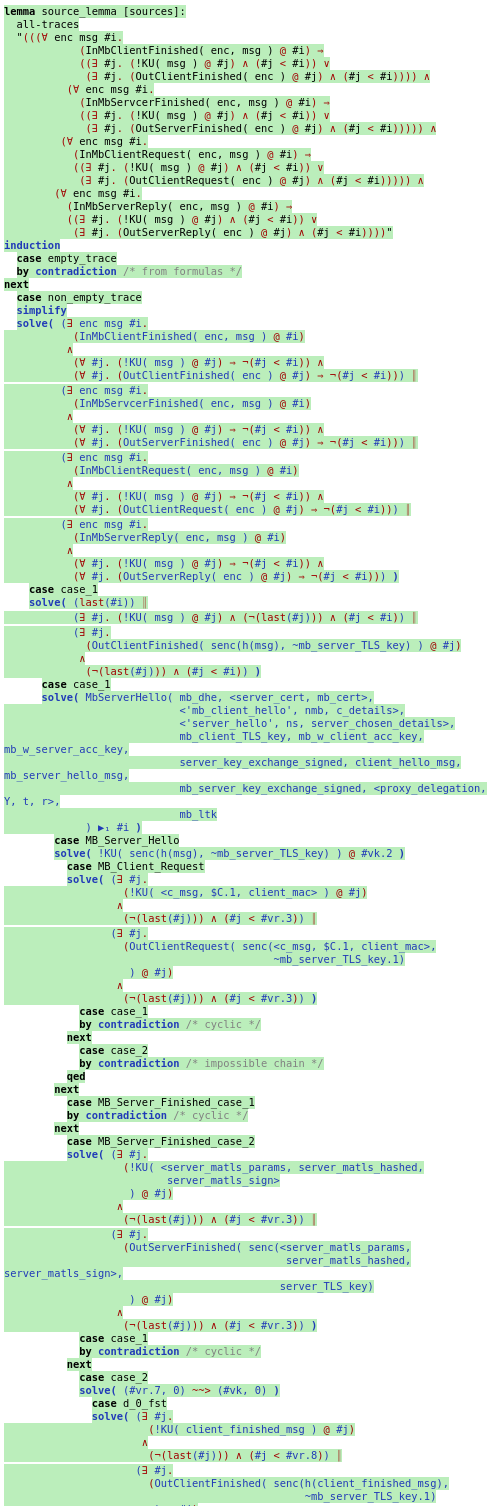 lemma source_lemma [sources]:
all-traces
"(((∀ enc msg #i.
(InMbClientFinished( enc, msg ) @ #i) ⇒
((∃ #j. (!KU( msg ) @ #j) ∧ (#j < #i)) ∨
(∃ #j. (OutClientFinished( enc ) @ #j) ∧ (#j < #i)))) ∧
(∀ enc msg #i.
(InMbServcerFinished( enc, msg ) @ #i) ⇒
((∃ #j. (!KU( msg ) @ #j) ∧ (#j < #i)) ∨
(∃ #j. (OutServerFinished( enc ) @ #j) ∧ (#j < #i))))) ∧
(∀ enc msg #i.
(InMbClientRequest( enc, msg ) @ #i) ⇒
((∃ #j. (!KU( msg ) @ #j) ∧ (#j < #i)) ∨
(∃ #j. (OutClientRequest( enc ) @ #j) ∧ (#j < #i))))) ∧
(∀ enc msg #i.
(InMbServerReply( enc, msg ) @ #i) ⇒
((∃ #j. (!KU( msg ) @ #j) ∧ (#j < #i)) ∨
(∃ #j. (OutServerReply( enc ) @ #j) ∧ (#j < #i))))"
induction
case empty_trace
by contradiction /* from formulas */
next
case non_empty_trace
simplify
solve( (∃ enc msg #i.
(InMbClientFinished( enc, msg ) @ #i)
∧
(∀ #j. (!KU( msg ) @ #j) ⇒ ¬(#j < #i)) ∧
(∀ #j. (OutClientFinished( enc ) @ #j) ⇒ ¬(#j < #i))) |
(∃ enc msg #i.
(InMbServcerFinished( enc, msg ) @ #i)
∧
(∀ #j. (!KU( msg ) @ #j) ⇒ ¬(#j < #i)) ∧
(∀ #j. (OutServerFinished( enc ) @ #j) ⇒ ¬(#j < #i))) |
(∃ enc msg #i.
(InMbClientRequest( enc, msg ) @ #i)
∧
(∀ #j. (!KU( msg ) @ #j) ⇒ ¬(#j < #i)) ∧
(∀ #j. (OutClientRequest( enc ) @ #j) ⇒ ¬(#j < #i))) |
(∃ enc msg #i.
(InMbServerReply( enc, msg ) @ #i)
∧
(∀ #j. (!KU( msg ) @ #j) ⇒ ¬(#j < #i)) ∧
(∀ #j. (OutServerReply( enc ) @ #j) ⇒ ¬(#j < #i))) )
case case_1
solve( (last(#i)) ∥
(∃ #j. (!KU( msg ) @ #j) ∧ (¬(last(#j))) ∧ (#j < #i)) |
(∃ #j.
(OutClientFinished( senc(h(msg), ~mb_server_TLS_key) ) @ #j)
∧
(¬(last(#j))) ∧ (#j < #i)) )
case case_1
solve( MbServerHello( mb_dhe, <server_cert, mb_cert>,
<'mb_client_hello', nmb, c_details>,
<'server_hello', ns, server_chosen_details>,
mb_client_TLS_key, mb_w_client_acc_key,
mb_w_server_acc_key,
server_key_exchange_signed, client_hello_msg,
mb_server_hello_msg,
mb_server_key_exchange_signed, <proxy_delegation,
Y, t, r>,
mb_ltk
) ▶₁ #i )
case MB_Server_Hello
solve( !KU( senc(h(msg), ~mb_server_TLS_key) ) @ #vk.2 )
case MB_Client_Request
solve( (∃ #j.
(!KU( <c_msg, $C.1, client_mac> ) @ #j)
∧
(¬(last(#j))) ∧ (#j < #vr.3)) |
(∃ #j.
(OutClientRequest( senc(<c_msg, $C.1, client_mac>,
~mb_server_TLS_key.1)
) @ #j)
∧
(¬(last(#j))) ∧ (#j < #vr.3)) )
case case_1
by contradiction /* cyclic */
next
case case_2
by contradiction /* impossible chain */
qed
next
case MB_Server_Finished_case_1
by contradiction /* cyclic */
next
case MB_Server_Finished_case_2
solve( (∃ #j.
(!KU( <server_matls_params, server_matls_hashed,
server_matls_sign>
) @ #j)
∧
(¬(last(#j))) ∧ (#j < #vr.3)) |
(∃ #j.
(OutServerFinished( senc(<server_matls_params,
server_matls_hashed,
server_matls_sign>,
server_TLS_key)
) @ #j)
∧
(¬(last(#j))) ∧ (#j < #vr.3)) )
case case_1
by contradiction /* cyclic */
next
case case_2
solve( (#vr.7, 0) ~~> (#vk, 0) )
case d_0_fst
solve( (∃ #j.
(!KU( client_finished_msg ) @ #j)
∧
(¬(last(#j))) ∧ (#j < #vr.8)) |
(∃ #j.
(OutClientFinished( senc(h(client_finished_msg),
~mb_server_TLS_key.1)